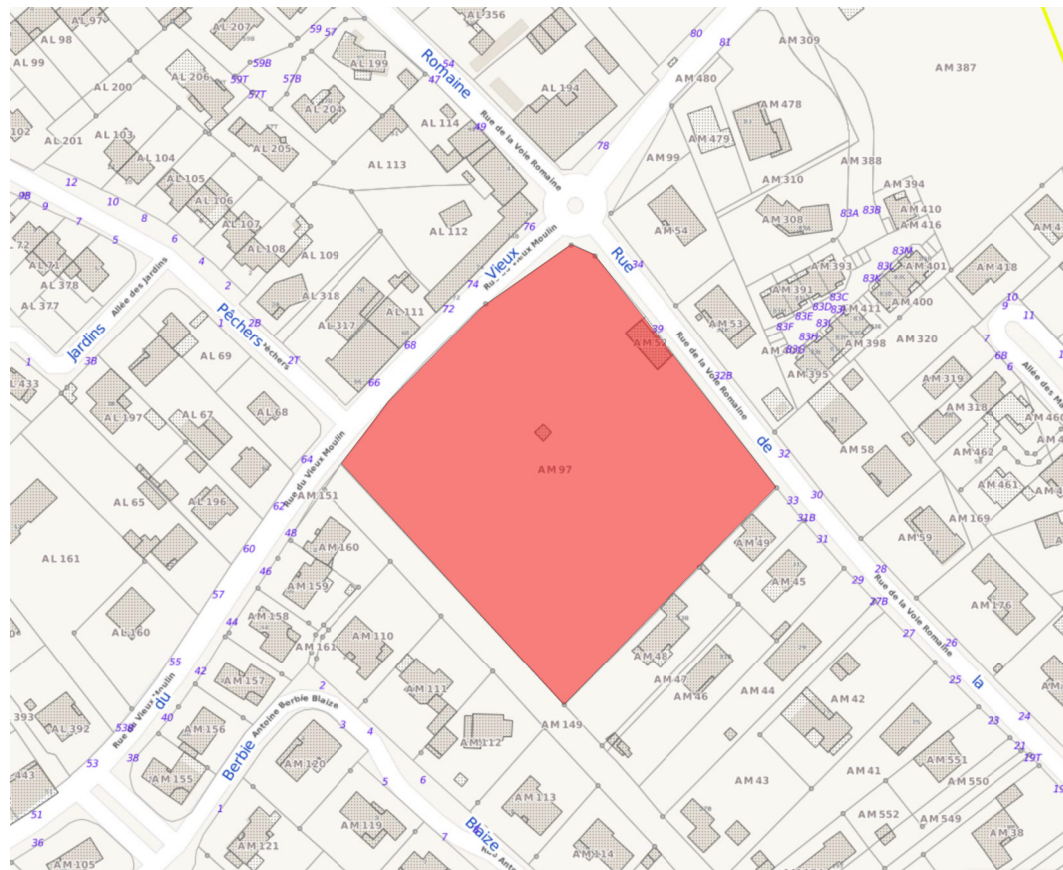 AL 97
AL 98
AL 99
AL 207
59
57
AL 356
80
81
AM 309
AM 387
59B
AL 199
54
Romaine
47
AL 206
59T
57B
57T
AL 200
AL 204
AL 194
AM 480
AM 478
102
AL 103
AL 201
AL 205
AL 114
49
Rue de la Voie Romaine
78
AM 479
AL 104
AL 113
AM 99
AM 388
12
AL 105
AM 310
AM 394
9B
9
10
AL 106
7
8
76
AM 308
83A
83B
AM 410
AM 416
5
6
AL 107
AL 112
AM 54
AL 108
Vieux
Rue
34
83M
4
AL 109
AM 393
83L
AM 401
AM 418
AL 378
Allée des Jardins
2
74
AM 391
83K
AL 318
72
AL 111
AM 400
AL 377
83C
83D
10
9
11
1
2B
AL 317
83E
AM 411
Pêchers
68
39
AM 53
83F
Jardins
83H
AM 398
AM 320
7
AM 57
6B
1
3B
2T
AL 69
AM 395
6
66
32B
AM 319
AL 433
AL 197
AL 67
AL 68
Rue de la Voie Romaine
AM 318
AM 460
Rue du Vieux Moulin
de
AM 58
AM 462
64
32
AM 97
AM 461
AL 65
AL 196
62
AM 151
33
30
AM 169
48
31B
AM 160
AM 49
31
AM 59
60
AL 161
46
AM 159
AM 45
29
28
57
27B
AM 176
AM 158
Rue de la Voie Romaine
AL 160
44
AM 110
27
26
AM 161
AM 48
55
42
AM 157
AM 111
AM 47
AM 46
AM 44
25
la
Rue du Vieux Moulin
2
AM 42
du
Antoine Berbie Blaize
393
AL 392
53B
40
AM 156
3
4
AM 149
23
24
Berbie
AM 112
21
38
19T
53
AM 120
443
AM 155
AM 43
AM 41
AM 551
AM 550
5
6
1
AM 113
51
AM 119
AM 552
AM 549
36
AM 121
7
Blaize
AM 38
AM 105
AM 114